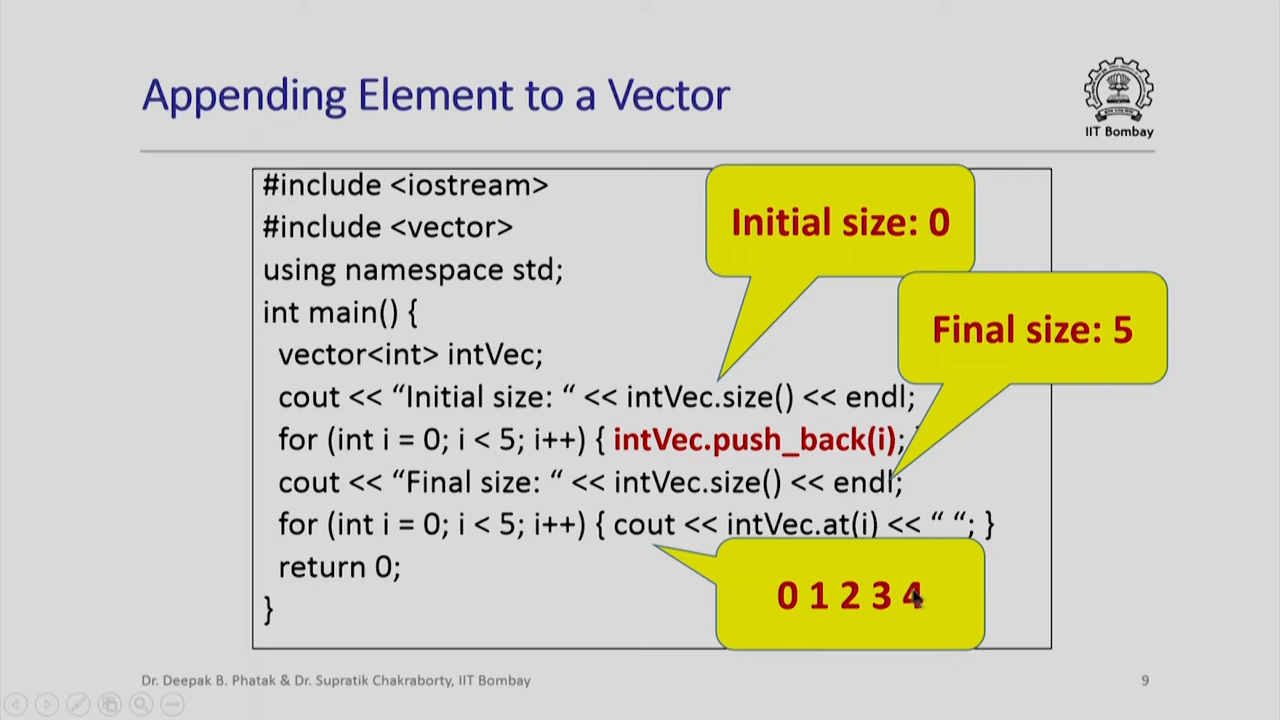 Appending Element to a Vector
IIT Bombay
#include <iostream>
#include <vector>
using namespace std;
int main() {
vector<int> intVec;
cout << “Initial size: “ << intVec.size() << endl;
for (int i = 0; i < 5; i++) { intVec.push_back(i);
cout << “Final size: “ << intVec.size() << endl;
for (int i = 0; i < 5; i++) { cout << intVec.at(i) << “ “; }
return 0;
}
Initial size: 0
Final size: 5
0 1 2 3 4
Dr. Deepak B. Phatak & Dr. Supratik Chakraborty, IIT Bombay
9